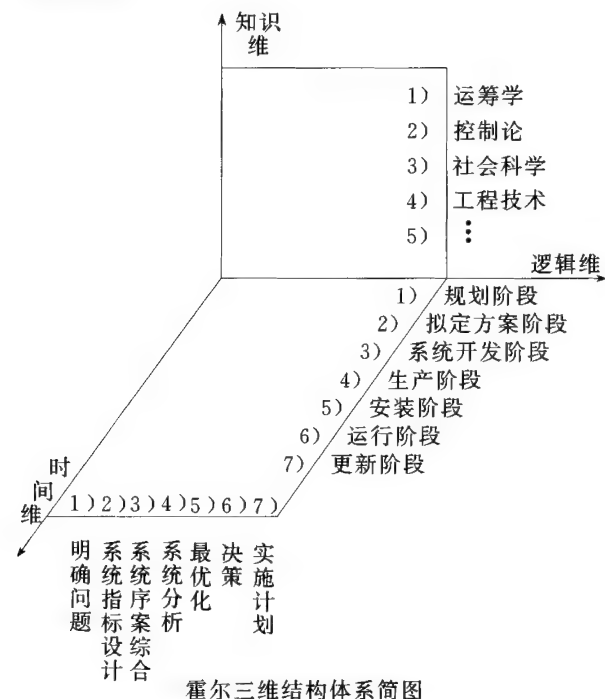 知识
维
1) 运筹学
2) 控制论
3) 社会科学
4) 工程技术
5) ⋮
逻辑维
1) 规划阶段
2) 拟定方案阶段
3) 系统开发阶段
4) 生产阶段
5) 安装阶段
6) 运行阶段
7) 更新阶段
时间维
1)2)3)4)5)6)7)
明确问题
系统指标设计
系统序案综合
系统分析
最优化
决策
实施计划
霍尔三维结构体系简图